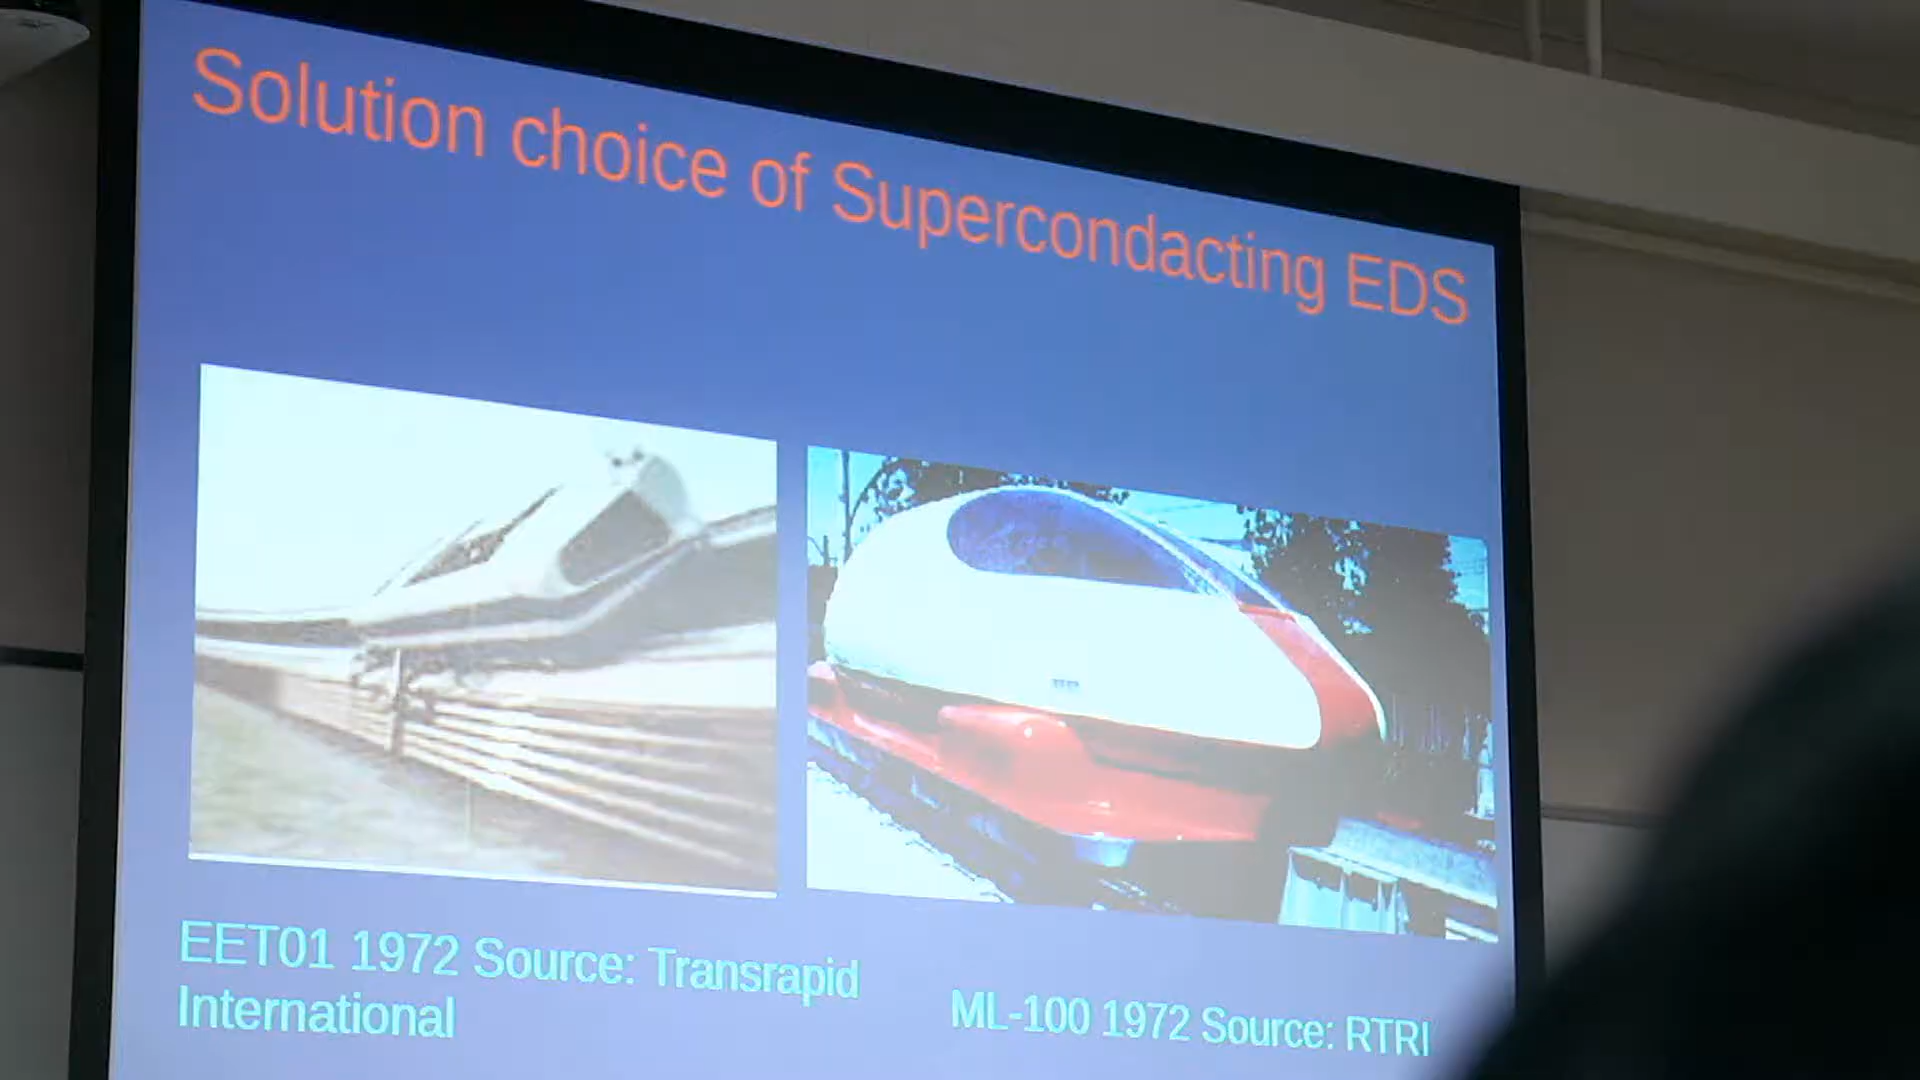 Solution choice of Supercondacting EDS
EET01 1972 Source: Transrapid
International
ML-100 1972 Source: RTRI